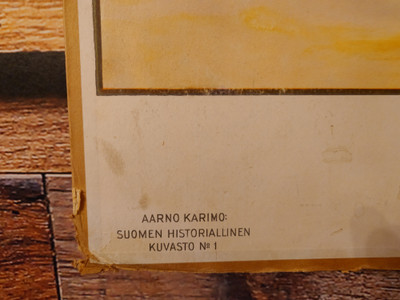 AARNO KARIMO:
SUOMEN HISTORIALLINEN
KUVASTO № 1